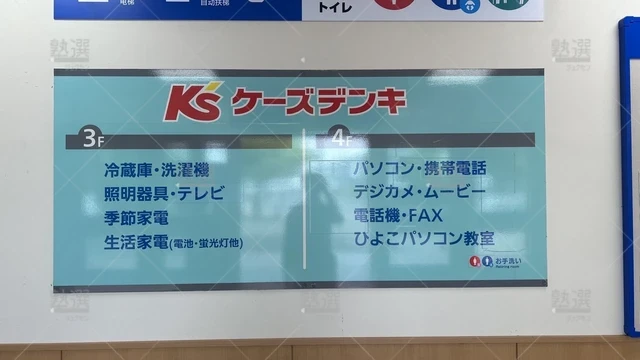 电梯
自动扶梯
トイレ
K's ケーズデンキ
3F
冷蔵庫・洗濯機
照明器具・テレビ
季節家電
生活家電(電池・蛍光灯他)
4F
パソコン・携帯電話
デジカメ・ムービー
電話機・FAX
ひよこパソコン教室
お手洗い